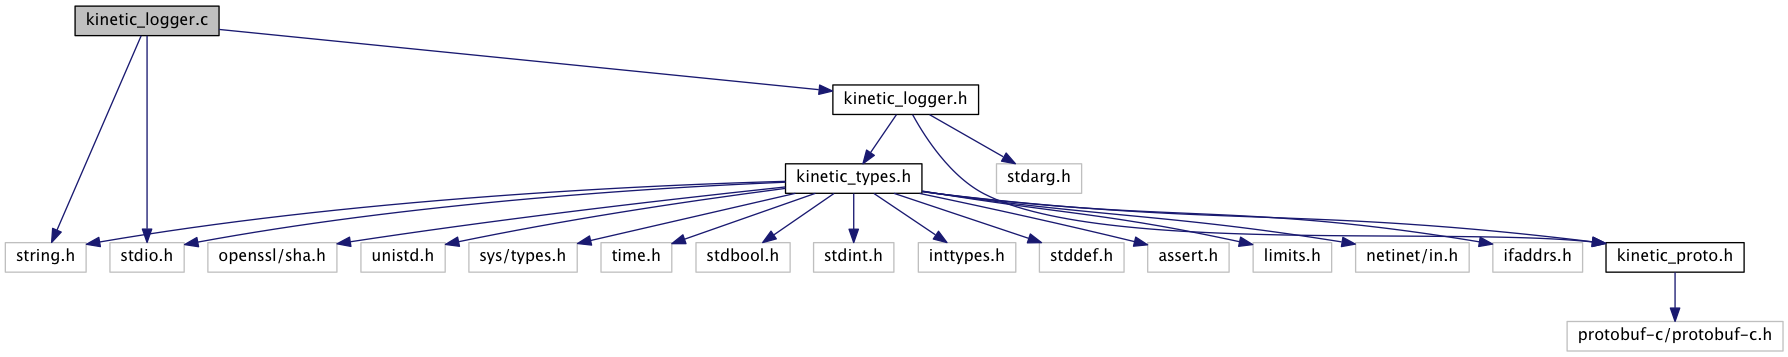 kinetic_logger.c
kinetic_logger.h
kinetic_types.h
stdarg.h
string.h
stdio.h
openssl/sha.h
unistd.h
sys/types.h
time.h
stdbool.h
stdint.h
inttypes.h
stddef.h
assert.h
limits.h
netinet/in.h
ifaddrs.h
kinetic_proto.h
protobuf-c/protobuf-c.h